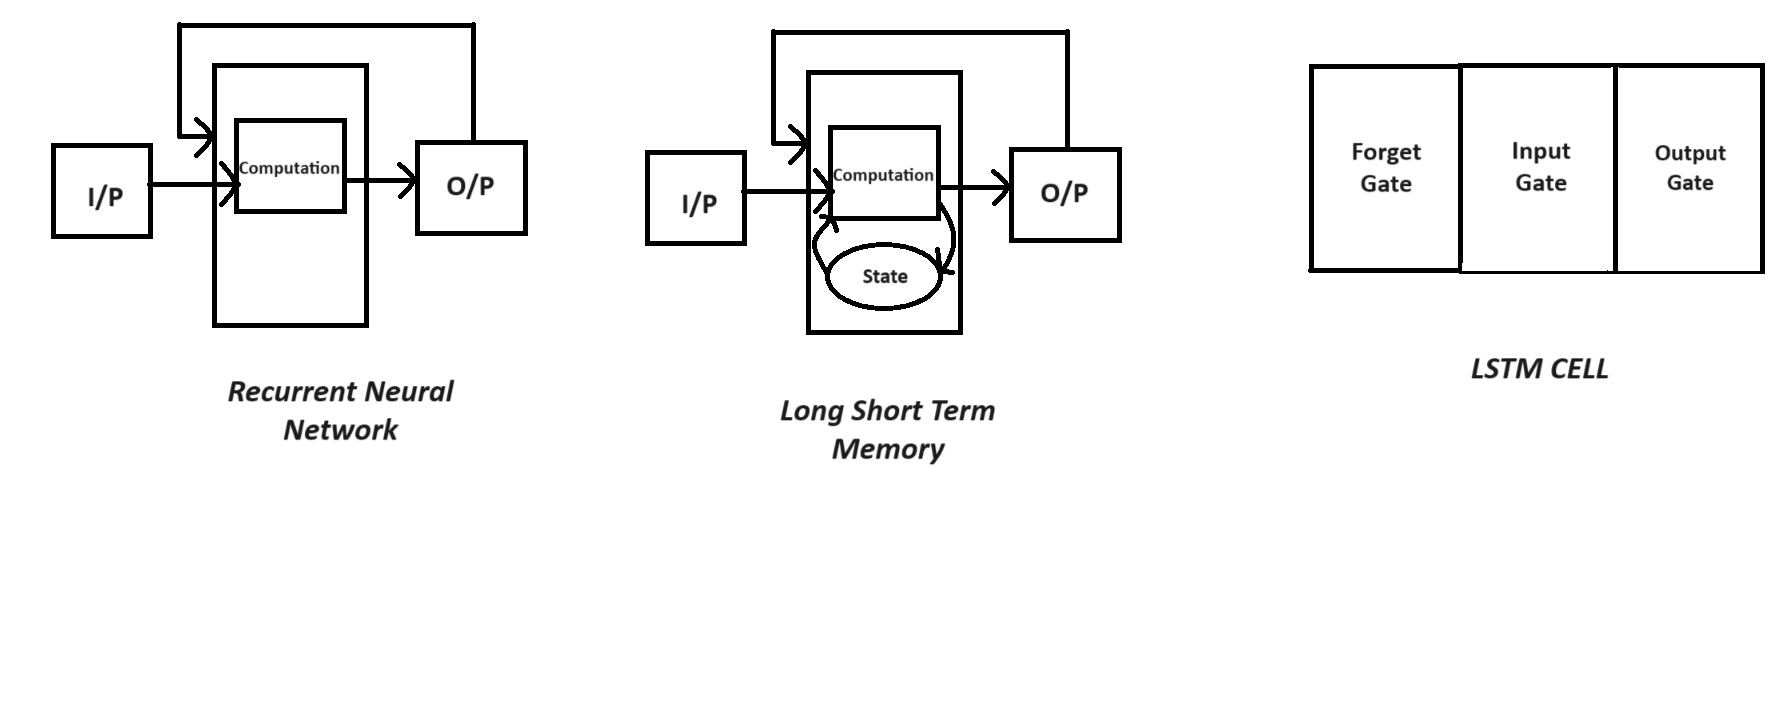 I/P
Computation
O/P
Recurrent Neural
Network
I/P
Computation
O/P
State
Long Short Term
Memory
Forget
Gate
Input
Gate
Output
Gate
LSTM CELL